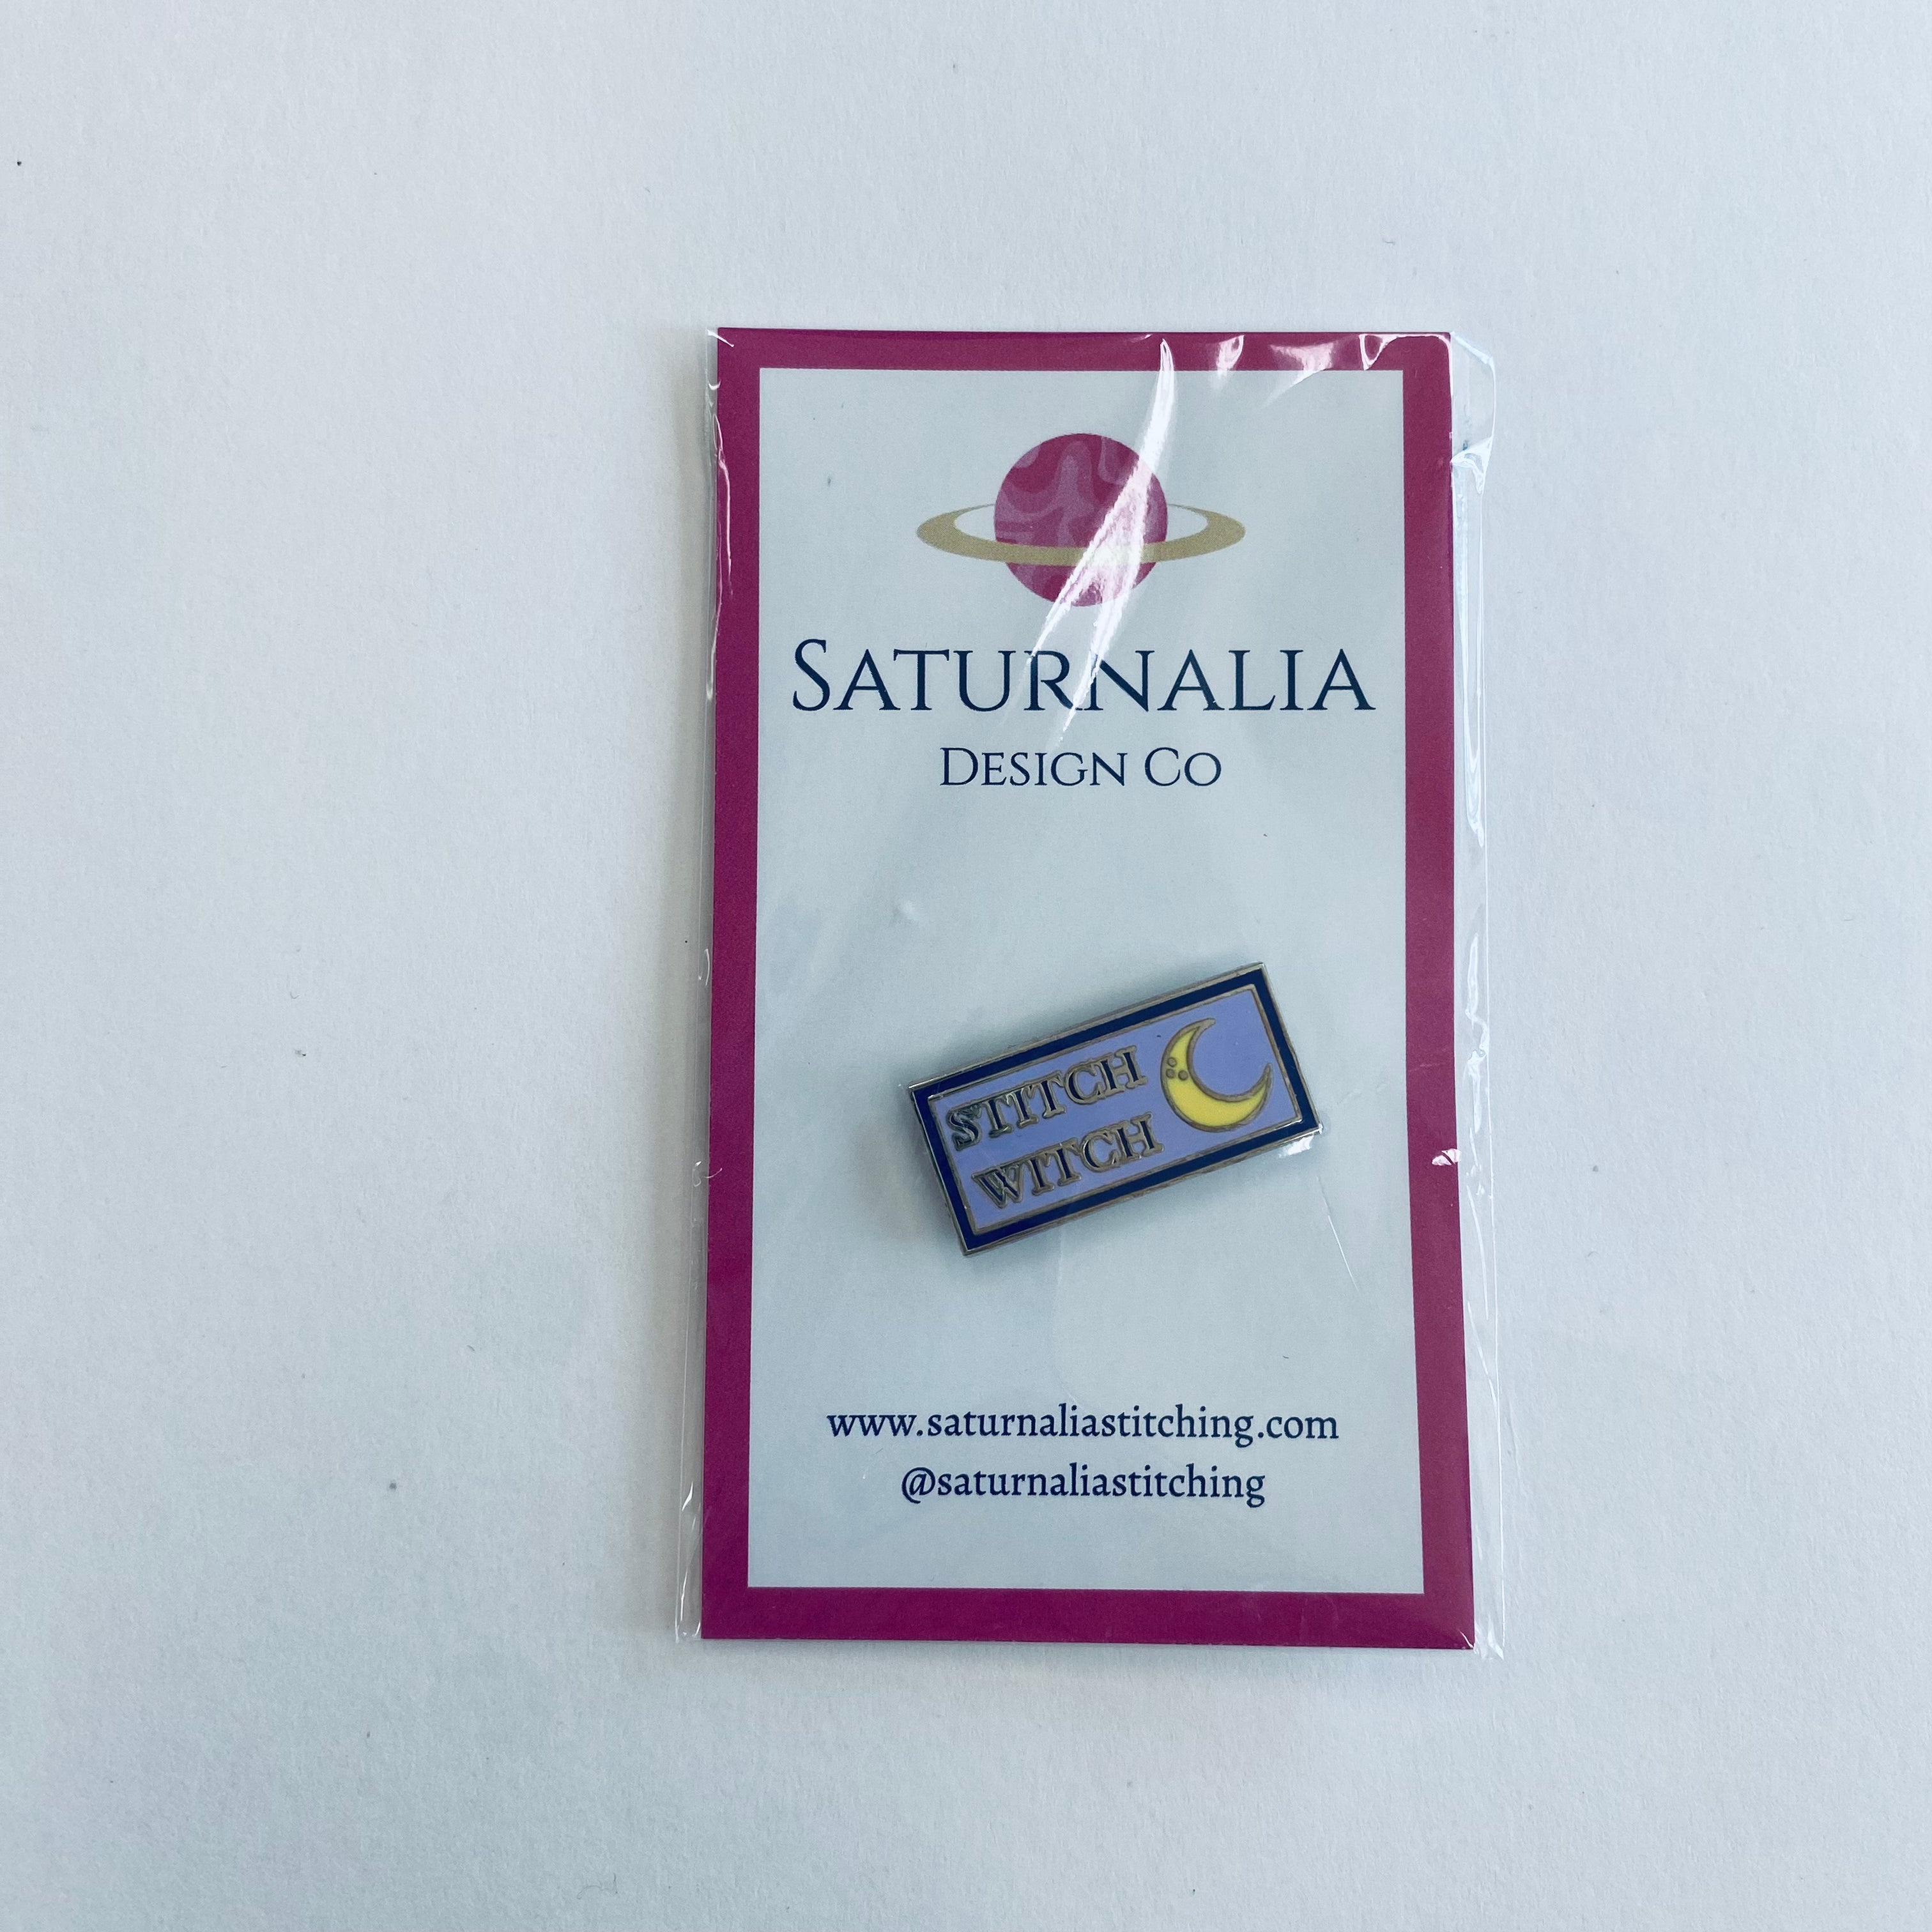 SATURNALIA
DESIGN CO
STITCH
WITCH
www.saturnaliastitching.com
@saturnaliastitching